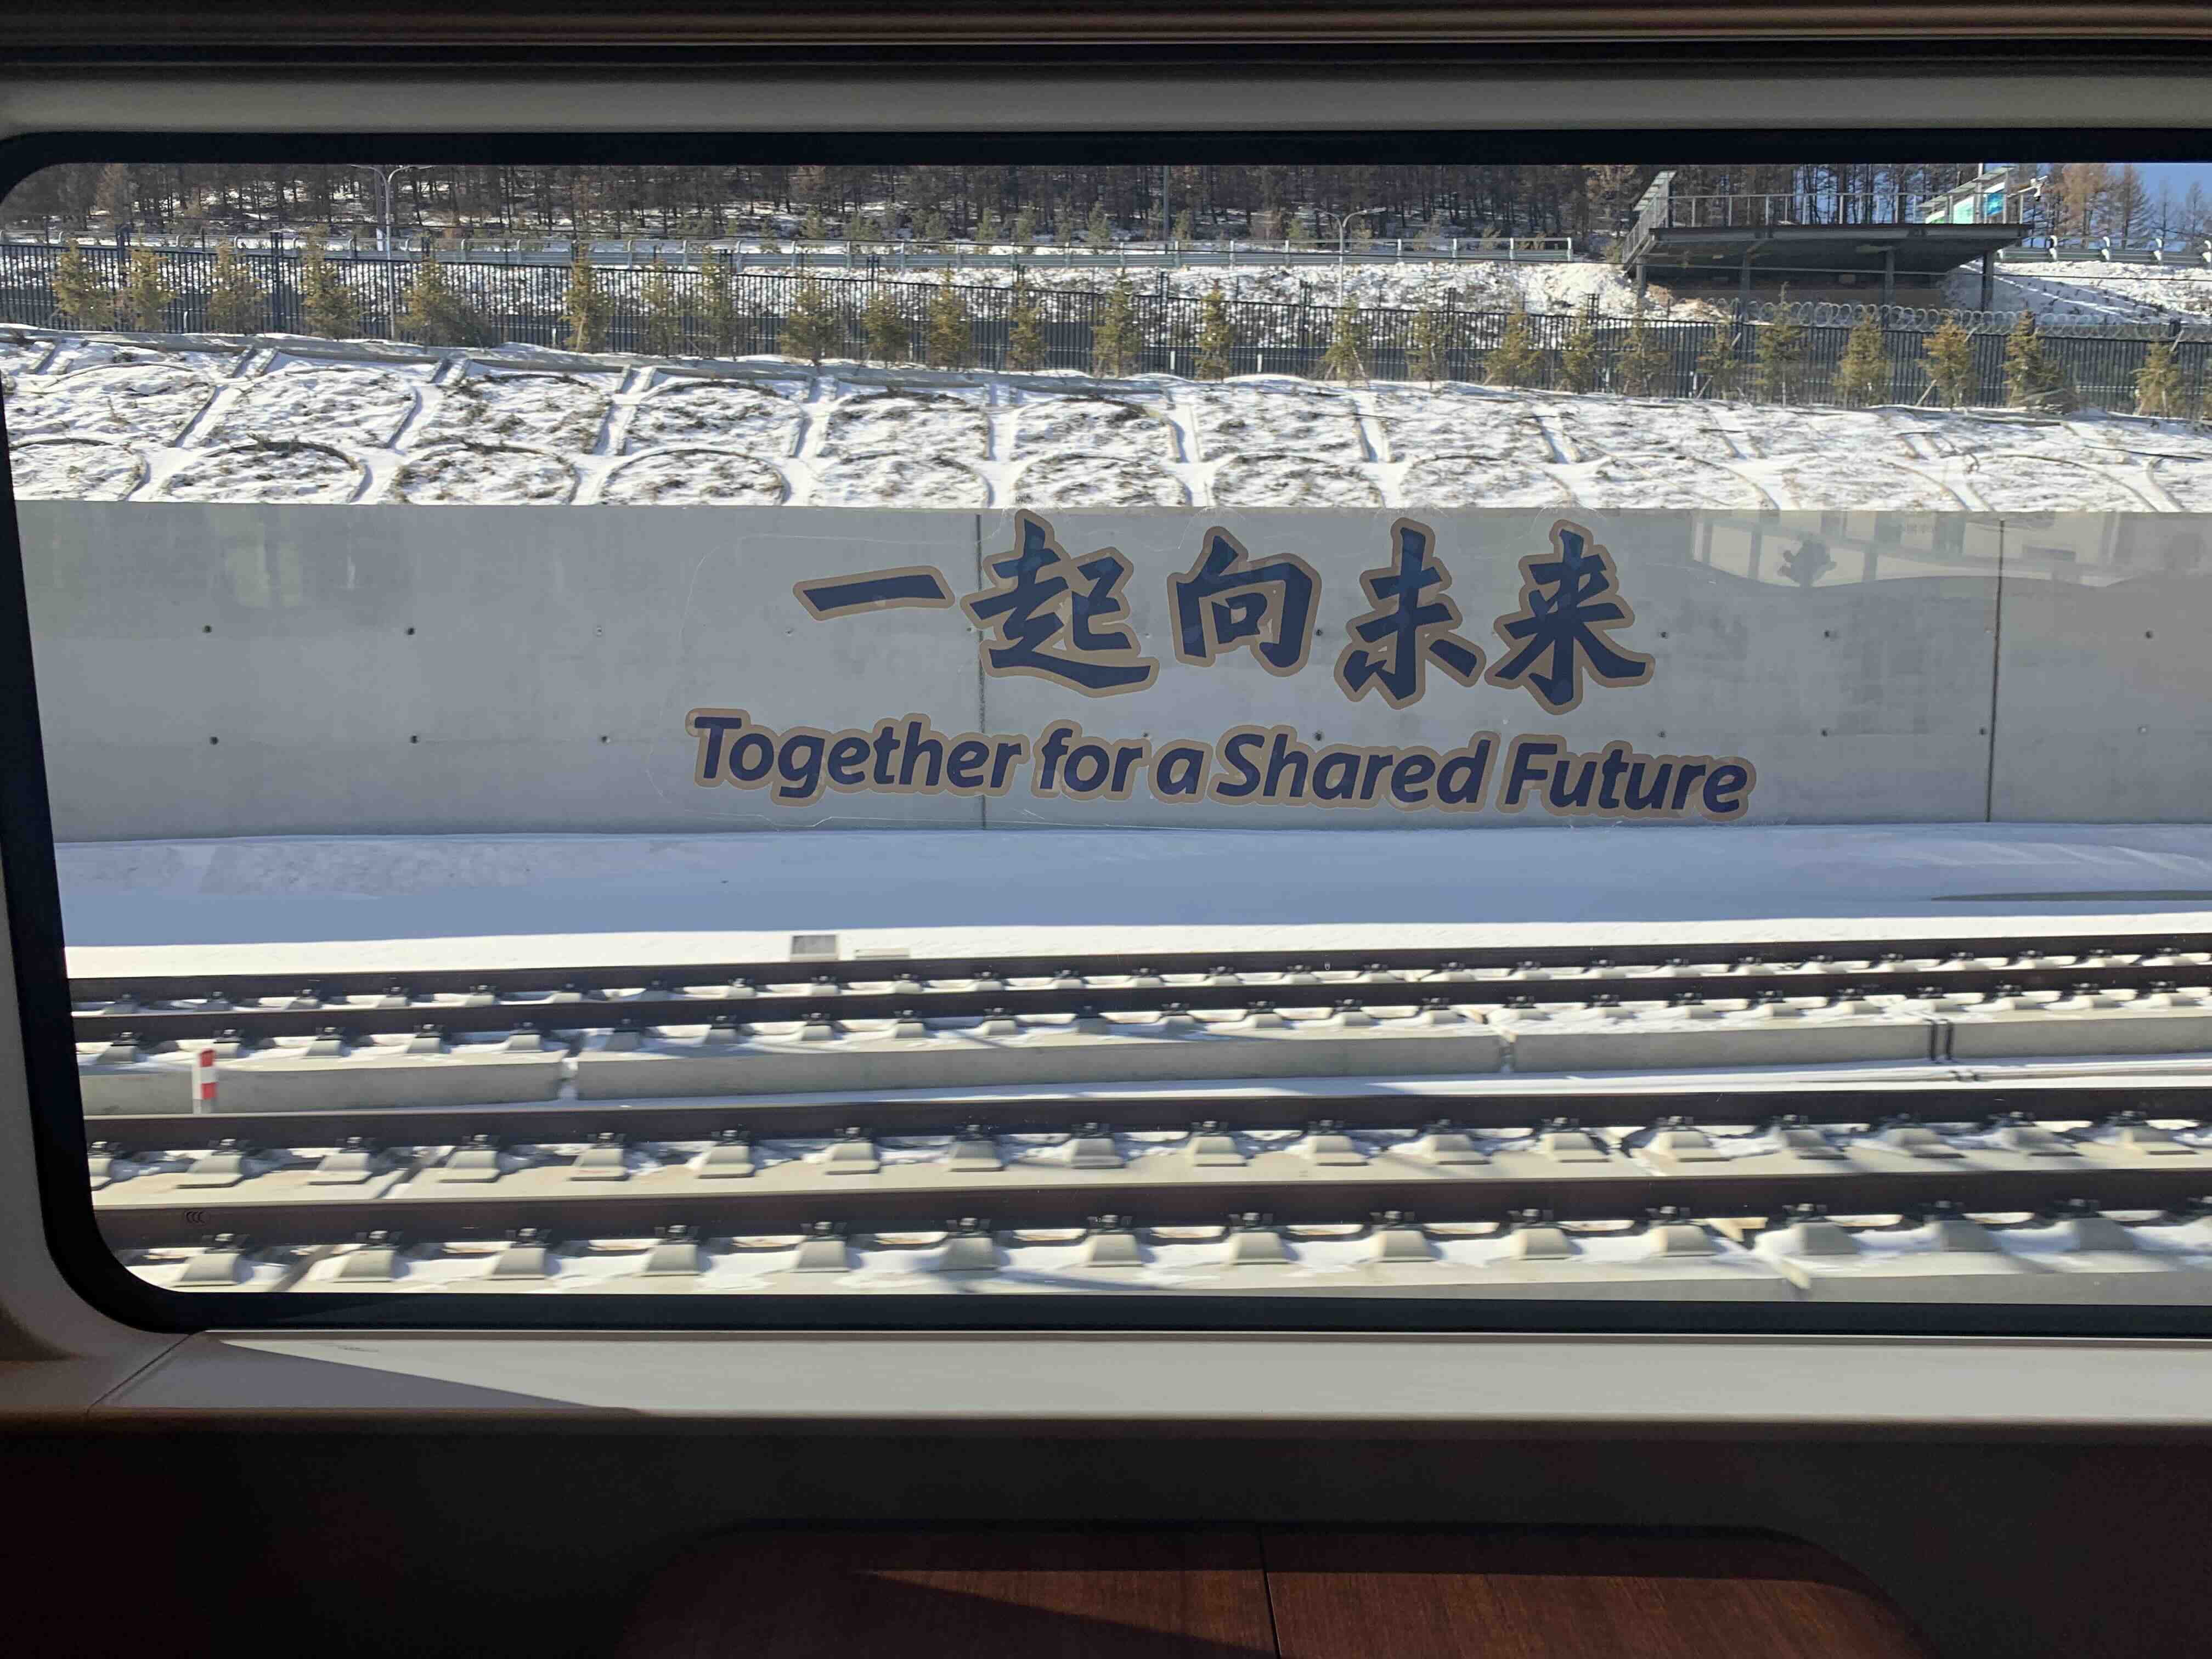 一起向未来
Together for a Shared Future